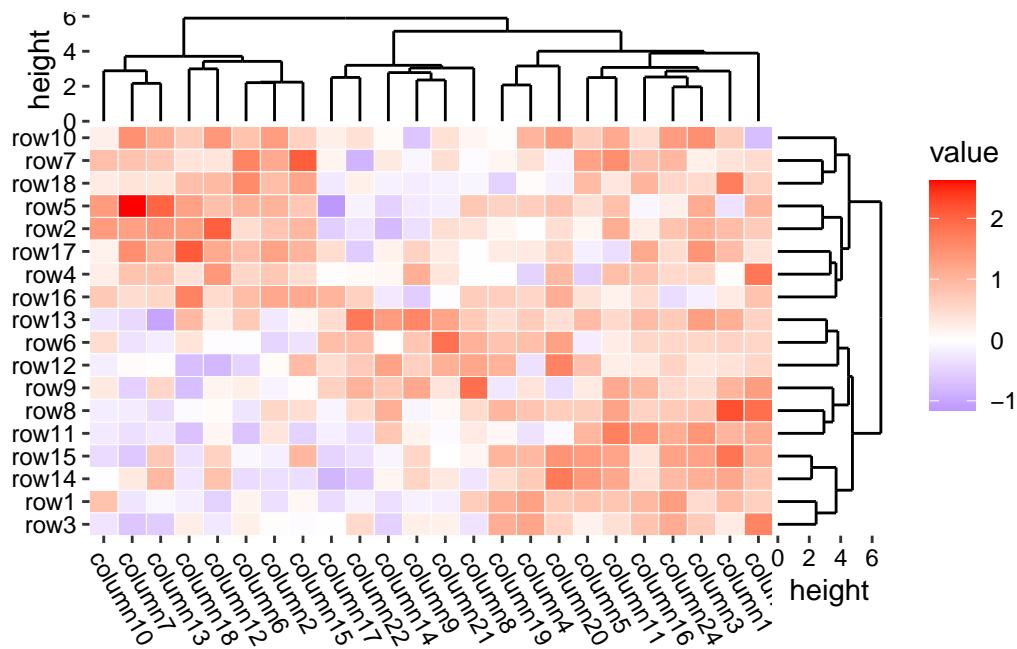 height
6
4
2
0
row10
row7
row18
row5
row2
row17
row4
row16
row13
row6
row12
row9
row8
row11
row15
row14
row1
row3
column10
column7
column13
column18
column12
column6
column2
column15
column17
column22
column14
column9
column21
column8
column19
column4
column20
column5
column11
column16
column24
column3
column1
0 2 4 6
height
value
2
1
0
−1